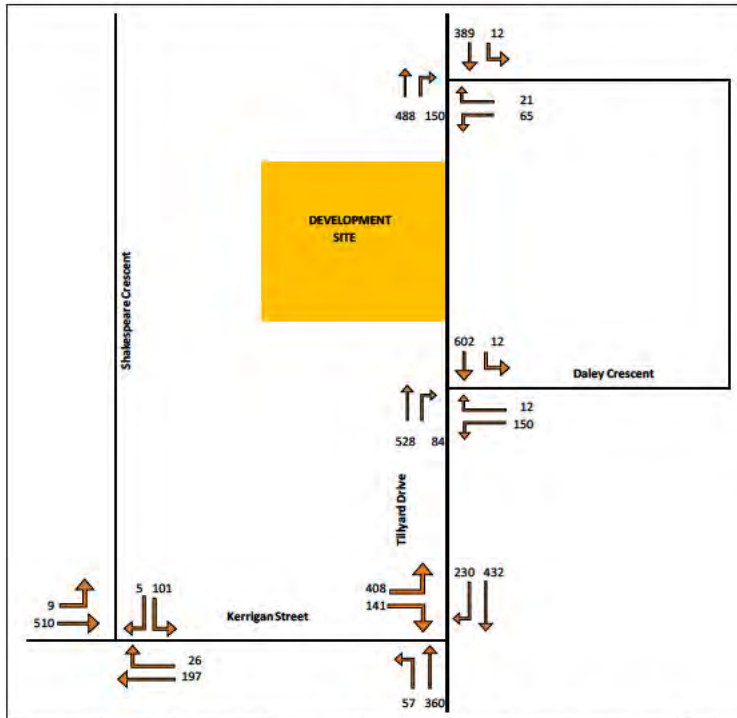 389 12
488 150
21
65
DEVELOPMENT
SITE
Shakespeare Crescent
602 12
Daley Crescent
528 84
12
150
Tillyard Drive
9
510
5 101
Kerrigan Street
408
141
230 432
26
197
57 360